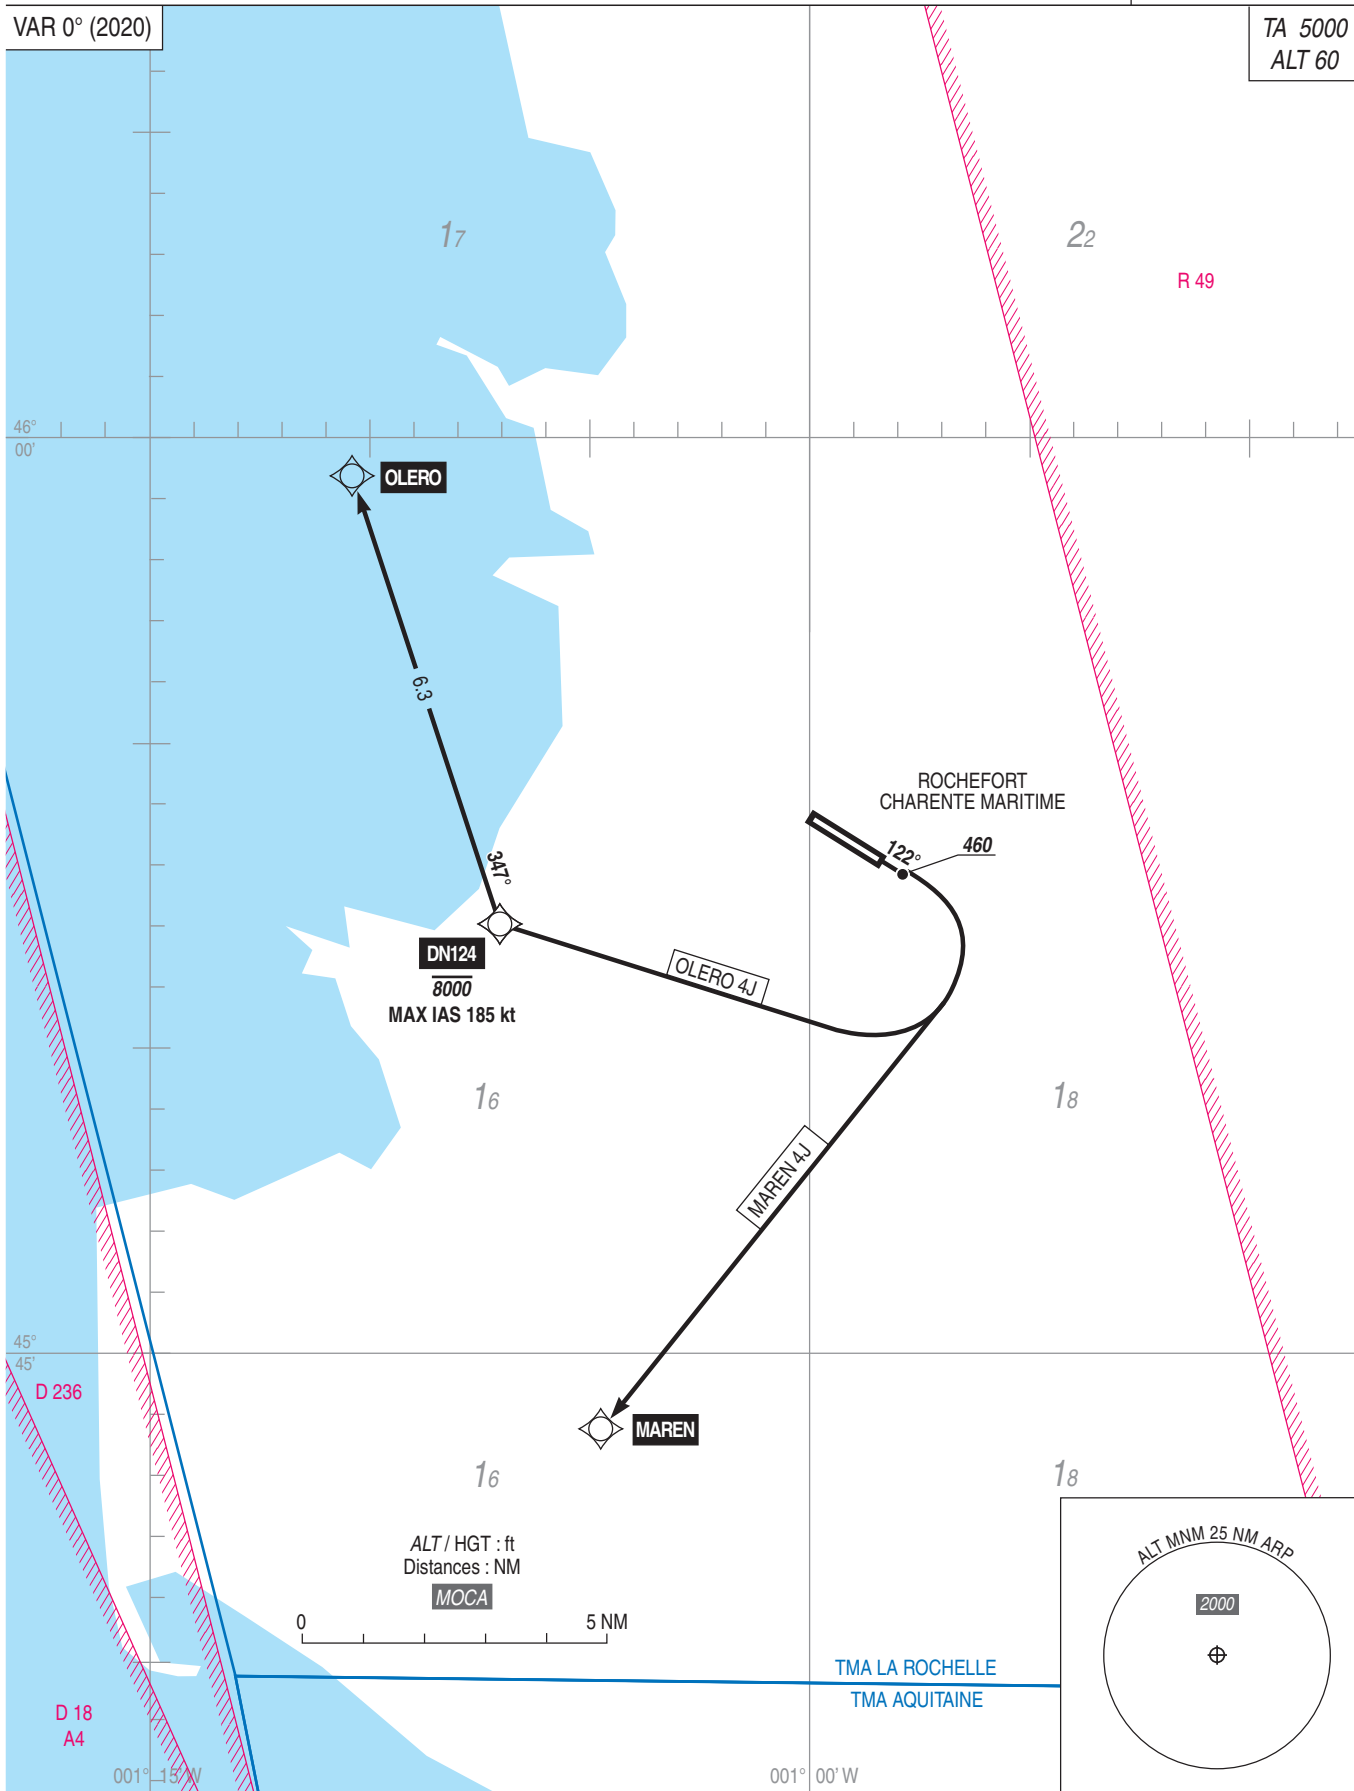 VAR 0° (2020)
TA 5000
ALT 60
17
22
R 49
46°
00'
OLERO
6.3
ROCHEFORT
CHARENTE MARITIME
122°
460
347°
DN124
8000
MAX IAS 185 kt
OLERO 4J
16
18
MAREN 4J
45°
45'
D 236
MAREN
16
18
ALT / HGT : ft
Distances : NM
MOCA
0 5 NM
ALT MNM 25 NM ARP
2000
TMA LA ROCHELLE
TMA AQUITAINE
D 18
A4
001° 15' W
001° 00' W